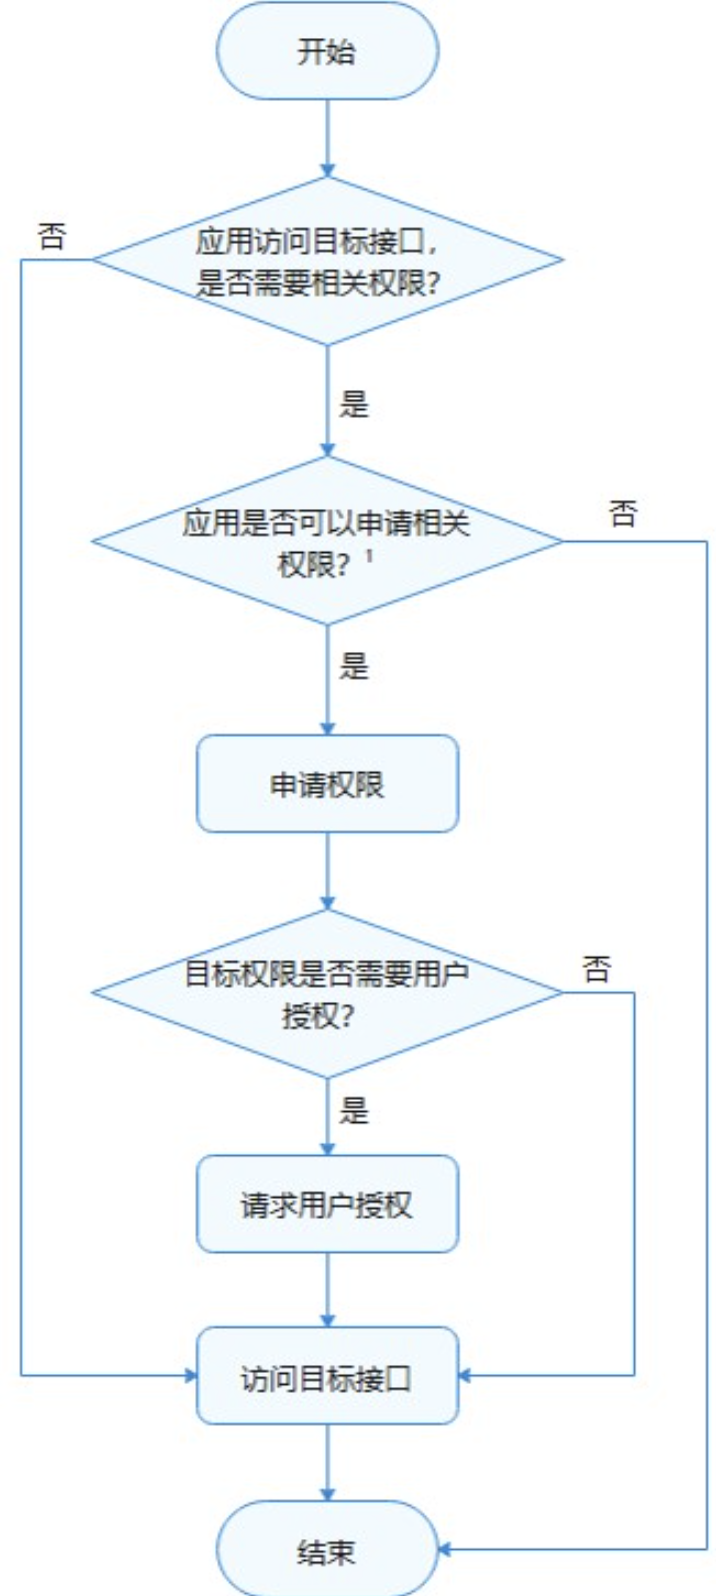 开始
否
应用访问目标接口，
是否需要相关权限？
是
否
应用是否可以申请相关
权限？¹
是
申请权限
否
目标权限是否需要用户
授权？
是
请求用户授权
访问目标接口
结束